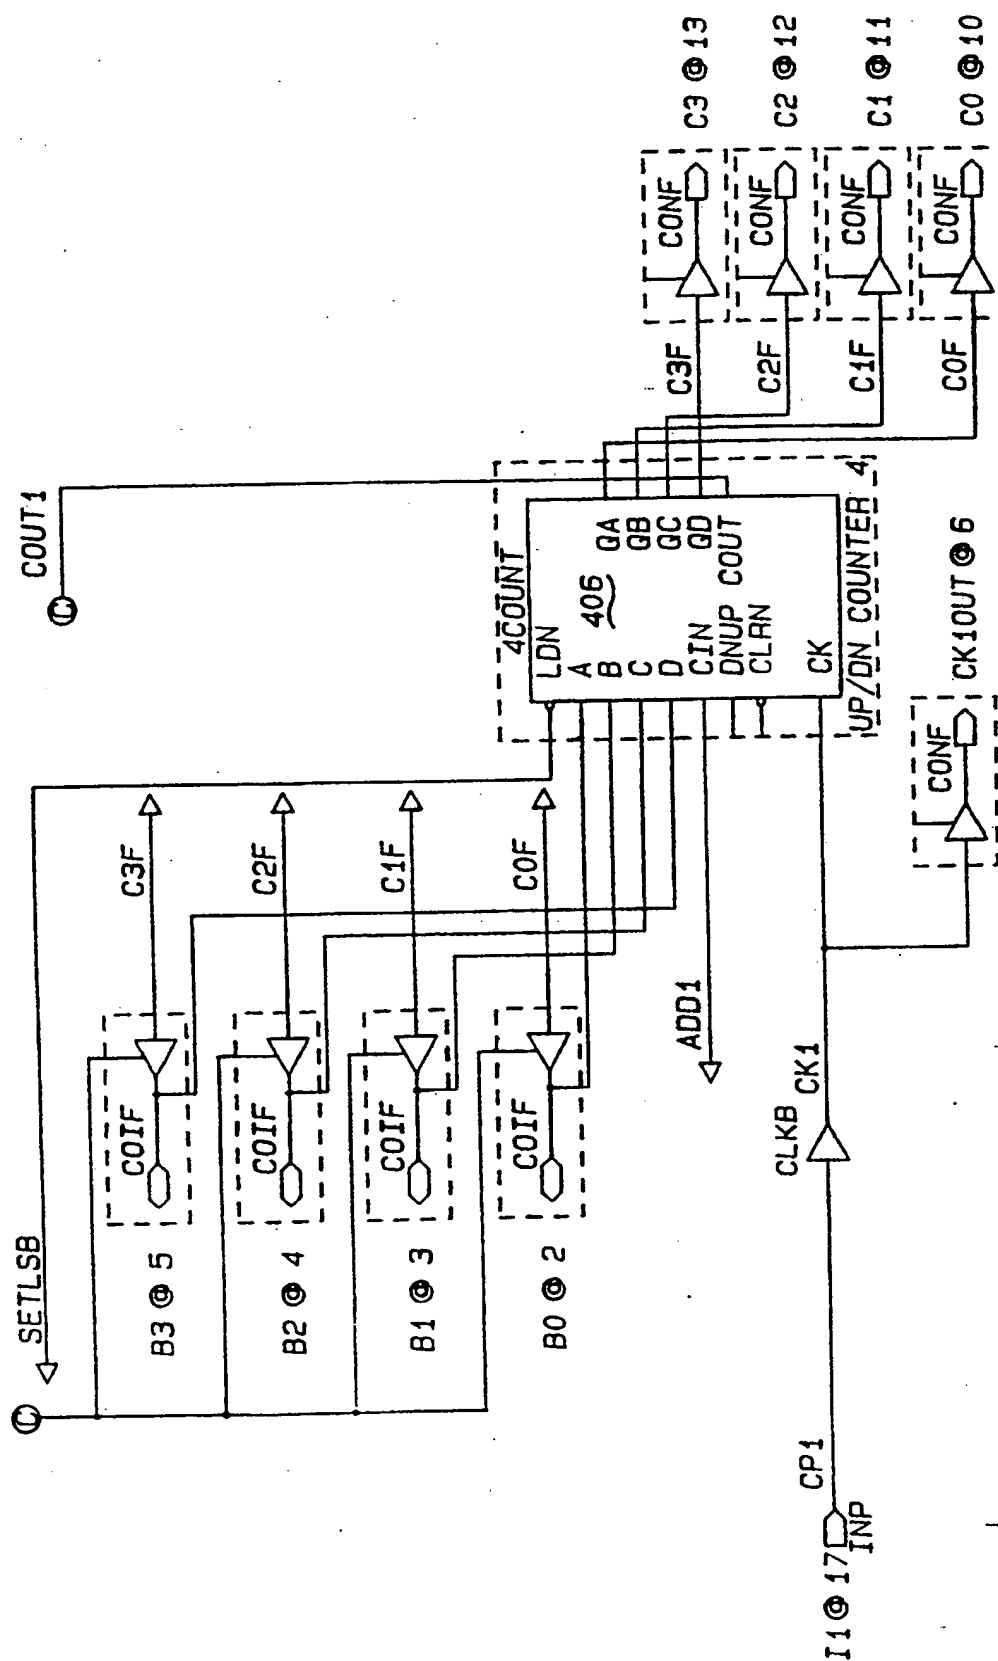 COUT1
Ⓒ
Ⓒ
SETLSB
B3 @ 5
COIF
C3F
B2 @ 4
COIF
C2F
B1 @ 3
COIF
C1F
B0 @ 2
COIF
C0F
4COUNT
LDN
A
B
C
D
CIN
DNUP
CLRN
CK
406
QA
QB
QC
QD
COUT
UP/DN COUNTER 4
C3F
CONF
C3 @ 13
C2F
CONF
C2 @ 12
C1F
CONF
C1 @ 11
C0F
CONF
C0 @ 10
ADD1
I1 @ 17
INP
CP1
CLKB
CK1
CONF
CK1OUT @ 6